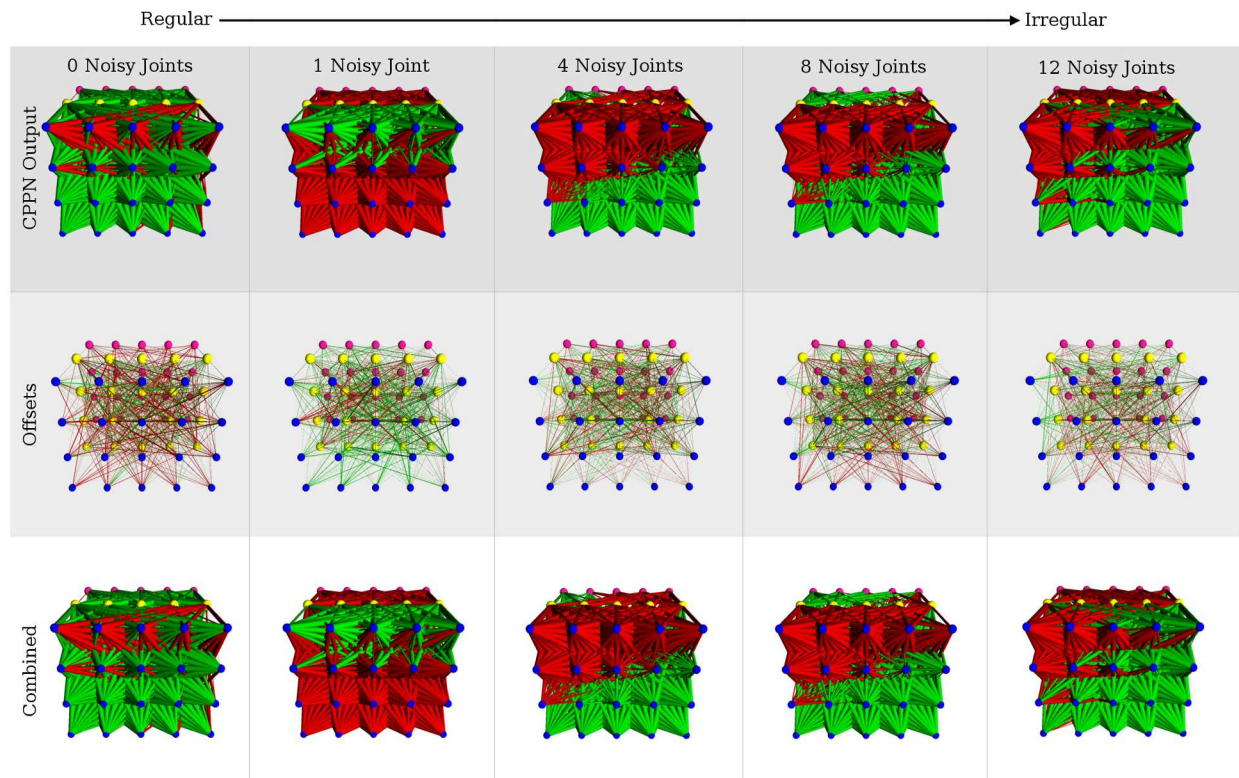 Regular
Irregular
0 Noisy Joints
1 Noisy Joint
4 Noisy Joints
8 Noisy Joints
12 Noisy Joints
CPPN Output
Offsets
Combined